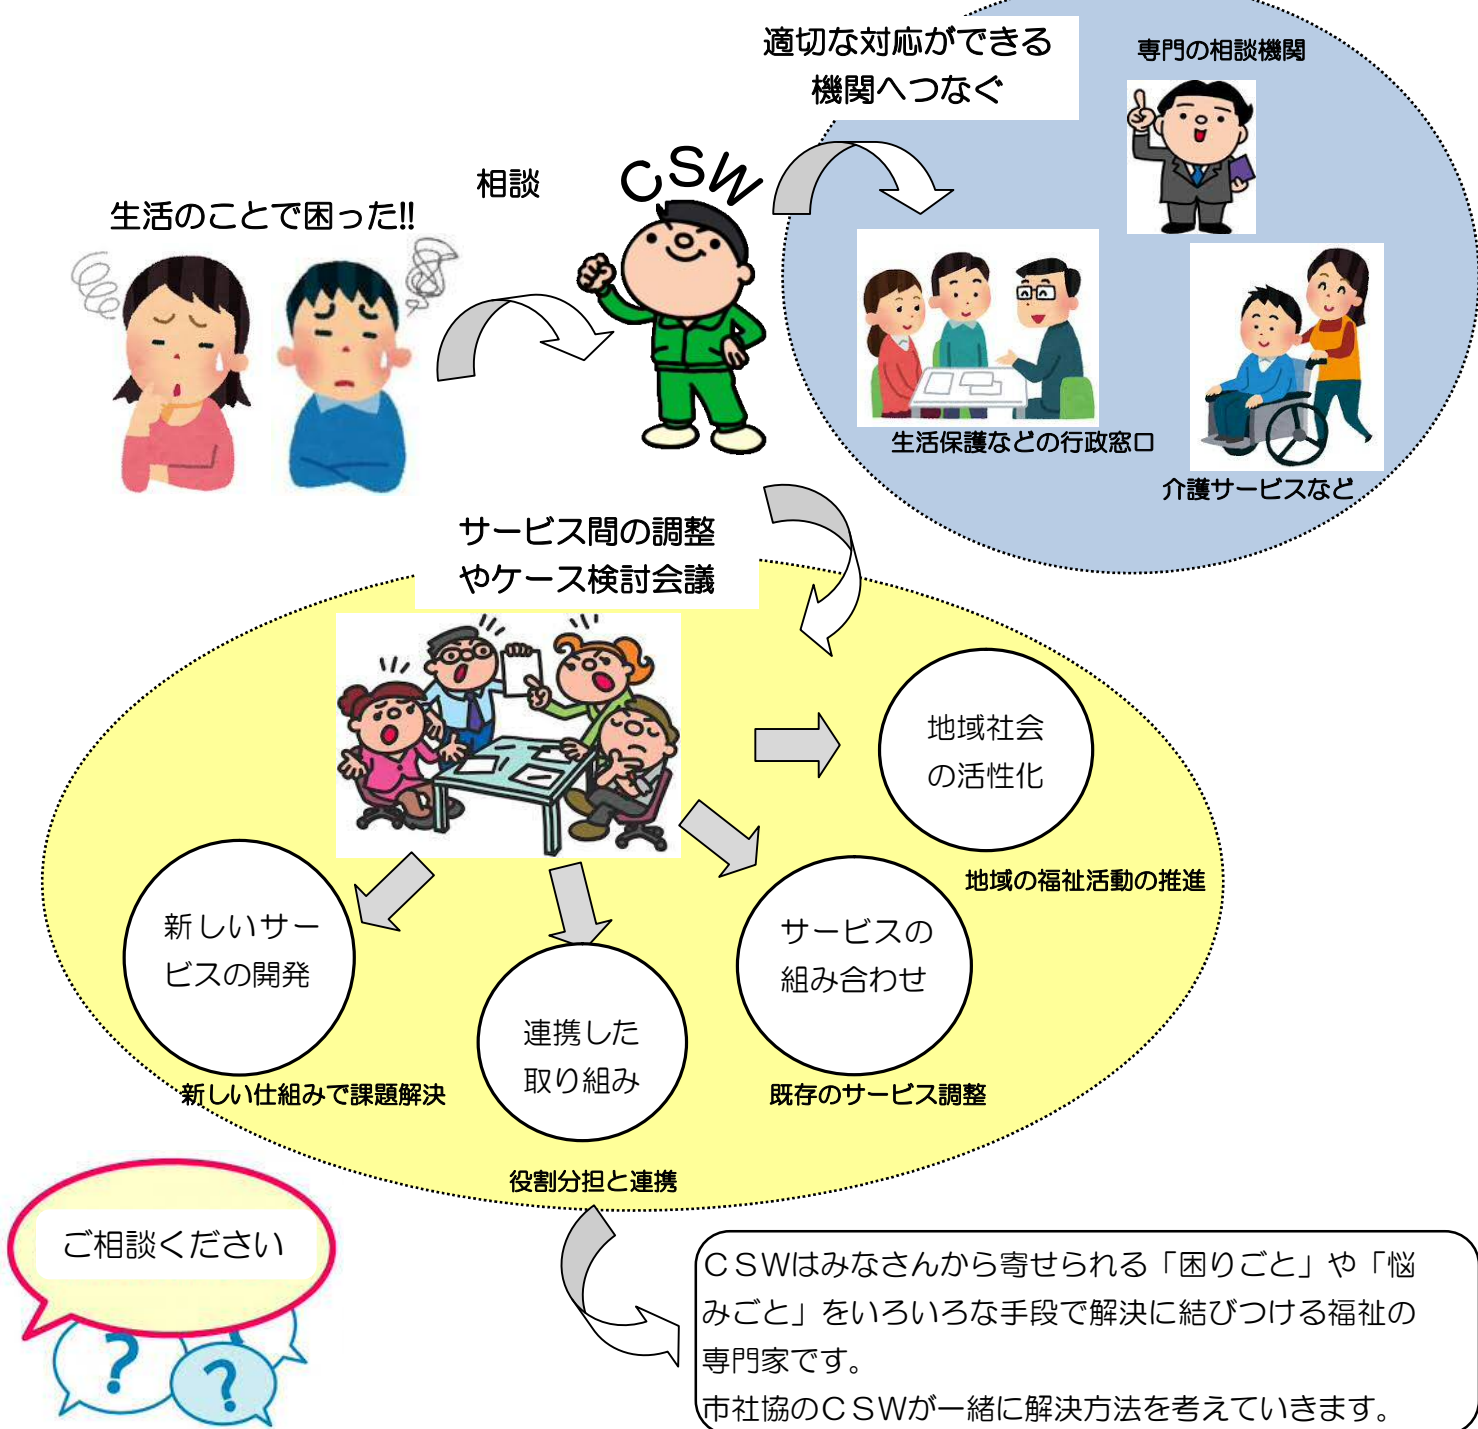 適切な対応ができる
機関へつなぐ
専門の相談機関
相談
CSW
生活のことで困った!!
生活保護などの行政窓口
介護サービスなど
サービス間の調整
やケース検討会議
地域社会
の活性化
地域の福祉活動の推進
新しいサー
ビスの開発
新しい仕組みで課題解決
サービスの
組み合わせ
既存のサービス調整
連携した
取り組み
役割分担と連携
ご相談ください
?
?
ＣＳＷはみなさんから寄せられる「困りごと」や「悩
みごと」をいろいろな手段で解決に結びつける福祉の
専門家です。
市社協のＣＳＷが一緒に解決方法を考えていきます。